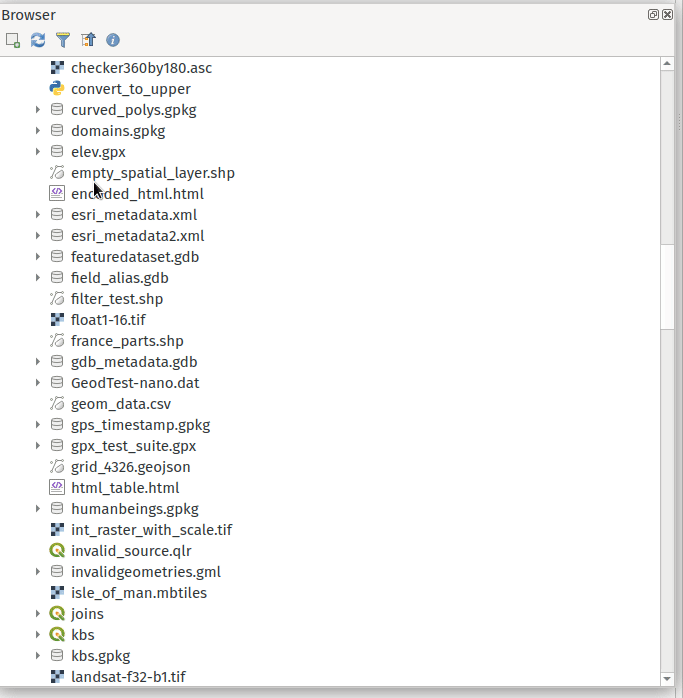 Browser
checker360by180.asc
convert_to_upper
curved_polys.gpkg
domains.gpkg
elev.gpx
empty_spatial_layer.shp
encoded_html.html
esri_metadata.xml
esri_metadata2.xml
featuredataset.gdb
field_alias.gdb
filter_test.shp
float1-16.tif
france_parts.shp
gdb_metadata.gdb
GeodTest-nano.dat
geom_data.csv
gps_timestamp.gpkg
gpx_test_suite.gpx
grid_4326.geojson
html_table.html
humanbeings.gpkg
int_raster_with_scale.tif
invalid_source.qlr
invalidgeometries.gml
isle_of_man.mbtiles
joins
kbs
kbs.gpkg
landsat-f32-b1.tif